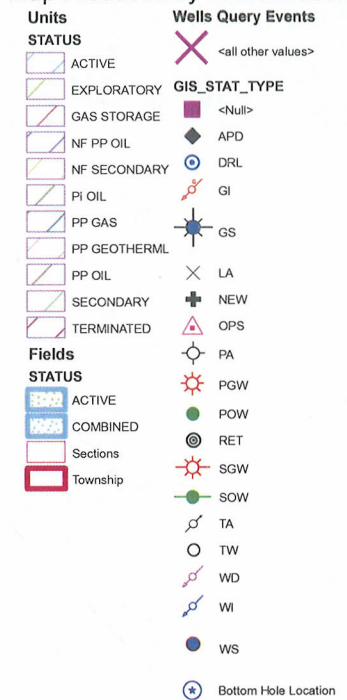 Units
STATUS
ACTIVE
EXPLORATORY
GAS STORAGE
NF PP OIL
NF SECONDARY
PI OIL
PP GAS
PP GEOTHERML
PP OIL
SECONDARY
TERMINATED
Fields
STATUS
ACTIVE
COMBINED
Sections
Township
Wells Query Events
<all other values>
GIS_STAT_TYPE
<Null>
APD
DRL
GI
GS
LA
NEW
OPS
PA
PGW
POW
RET
SGW
SOW
TA
TW
WD
WI
WS
Bottom Hole Location